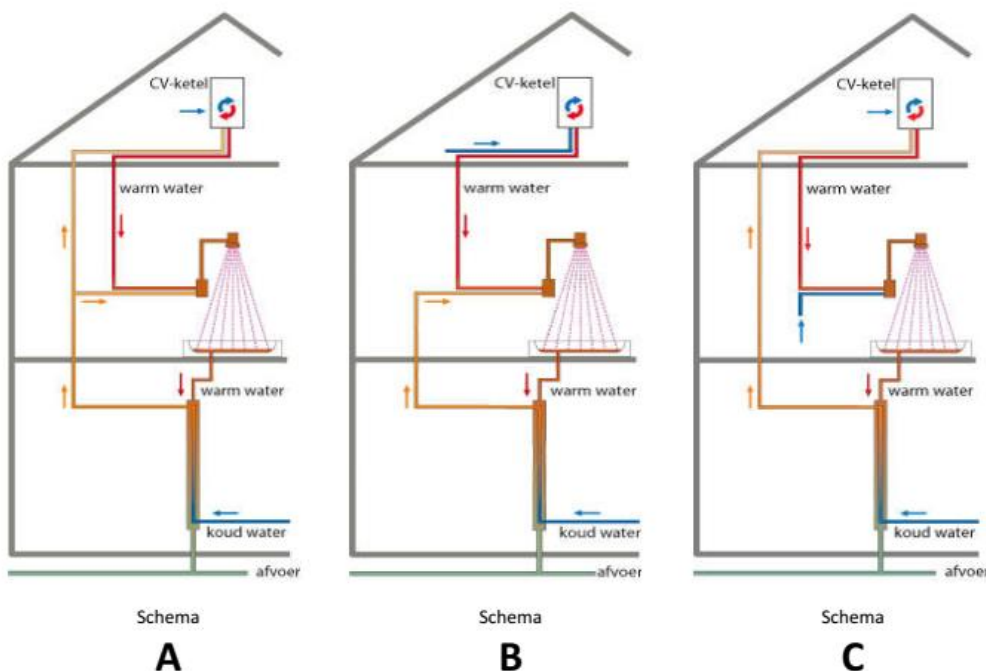 CV-ketel
warm water
warm water
koud water
afvoer
Schema
A
CV-ketel
warm water
warm water
koud water
afvoer
Schema
B
CV-ketel
warm water
warm water
koud water
afvoer
Schema
C